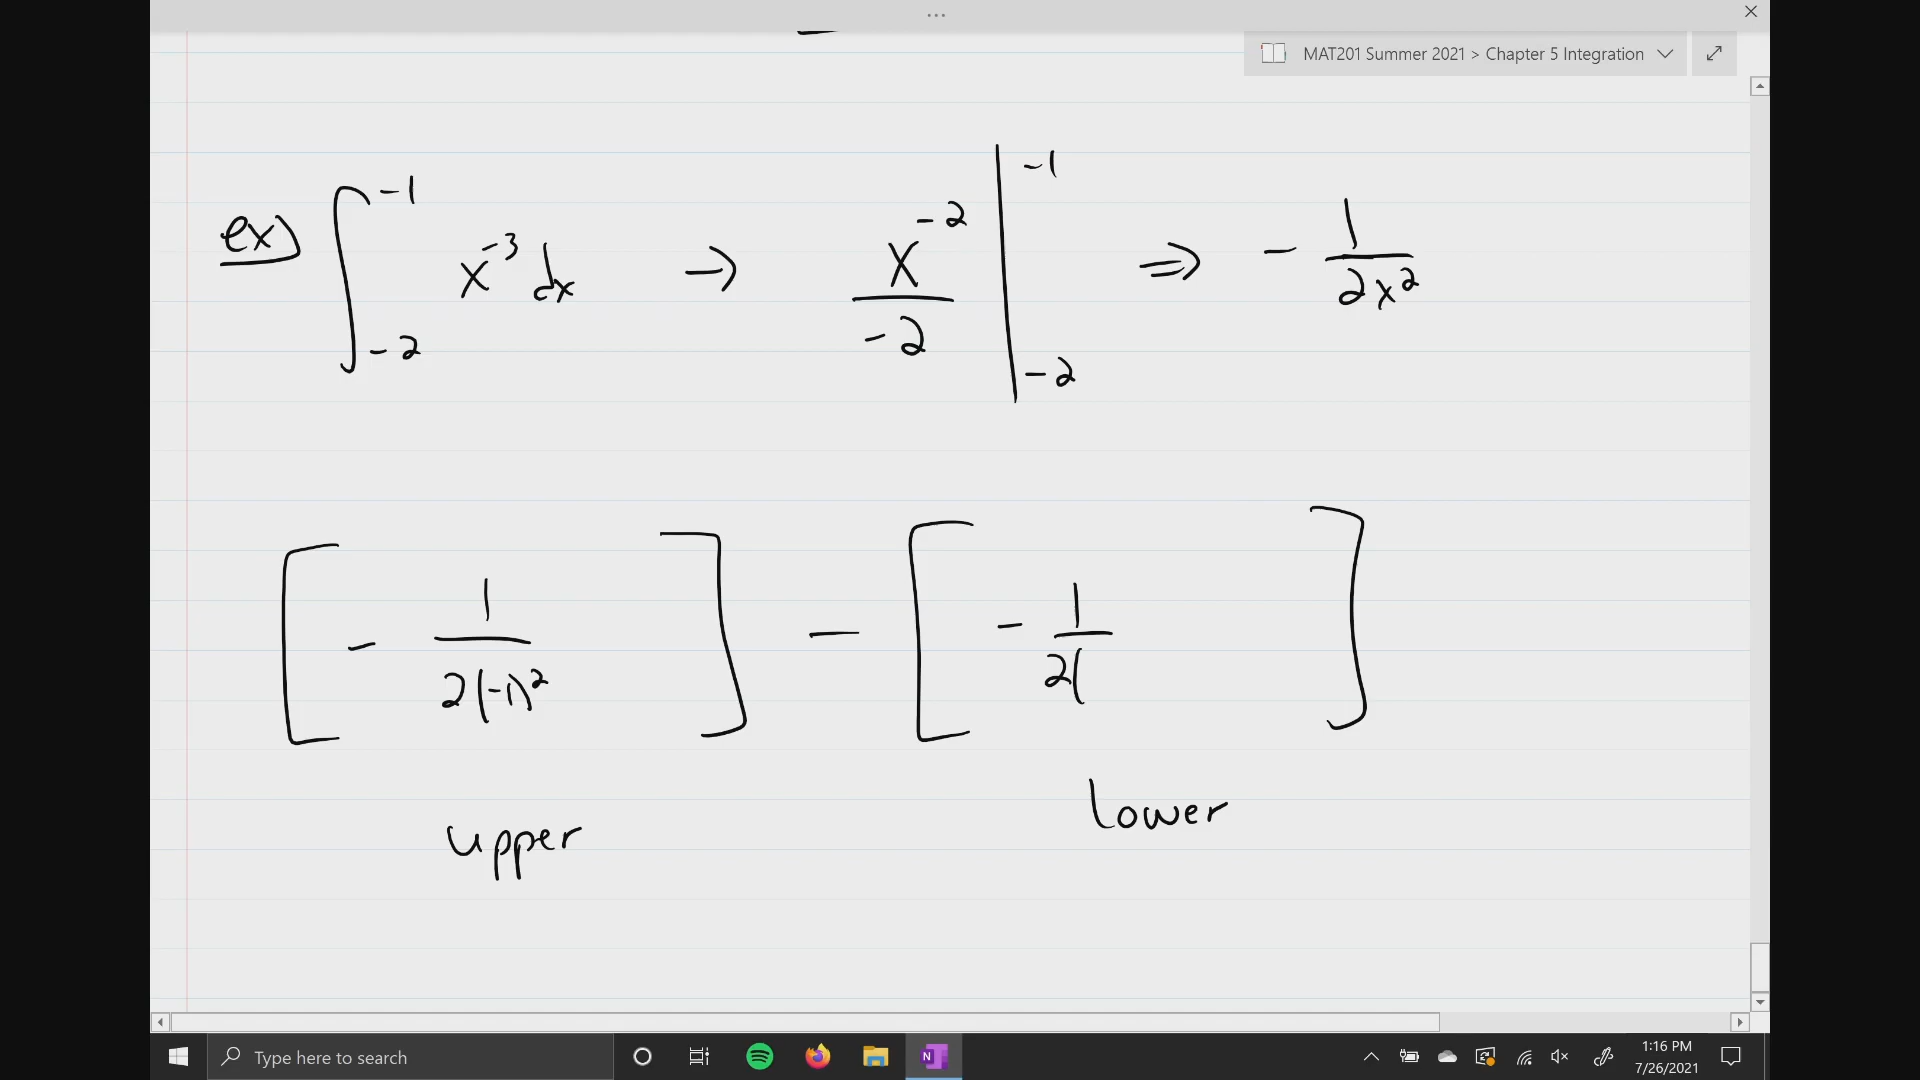 ...
MAT201 Summer 2021 > Chapter 5 Integration
ex) ∫_{-2}^{-1} x^{-3} dx → x^{-2}/-2 |_{-2}^{-1} ⇒ - 1/2x^2
[ - 1/2(-1)^2 ] - [ - 1/2( ]
upper lower
Type here to search
1:16 PM
7/26/2021